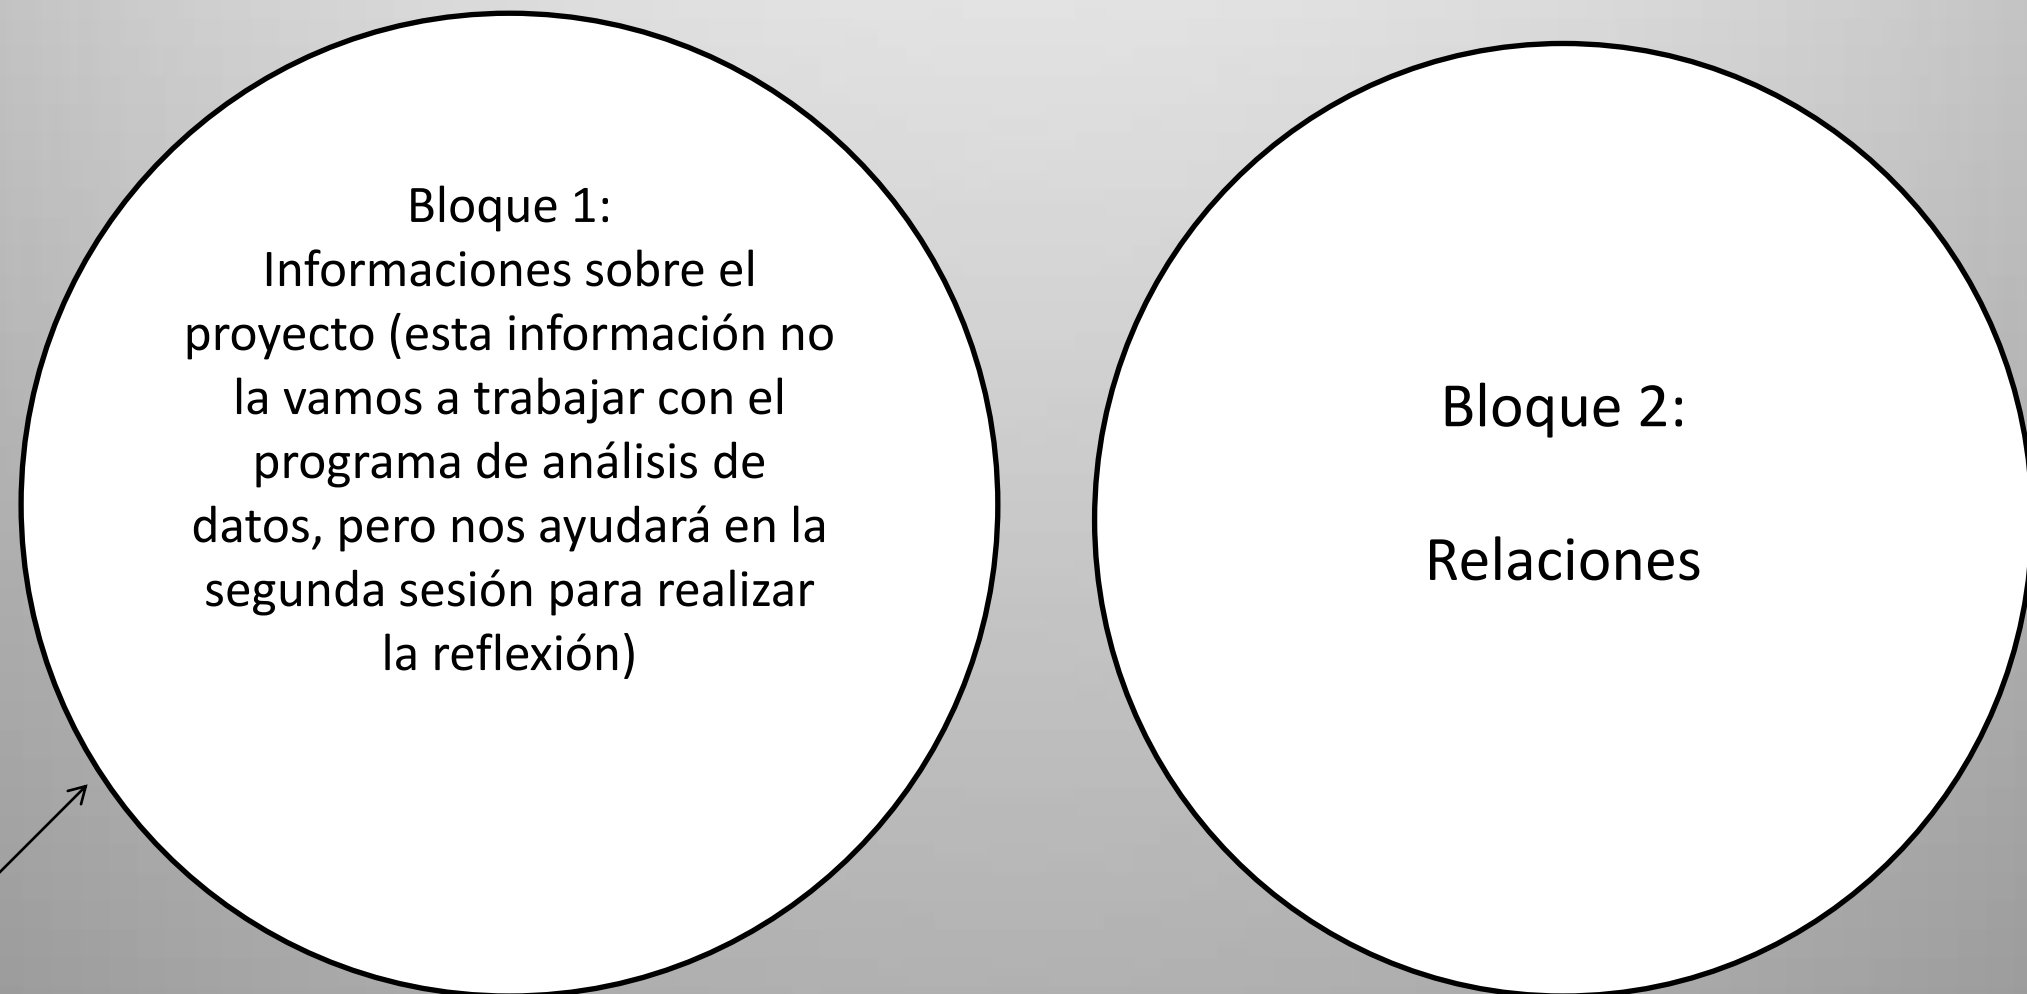 Bloque 1:
Informaciones sobre el
proyecto (esta información no
la vamos a trabajar con el
programa de análisis de
datos, pero nos ayudará en la
segunda sesión para realizar
la reflexión)
Bloque 2:
Relaciones